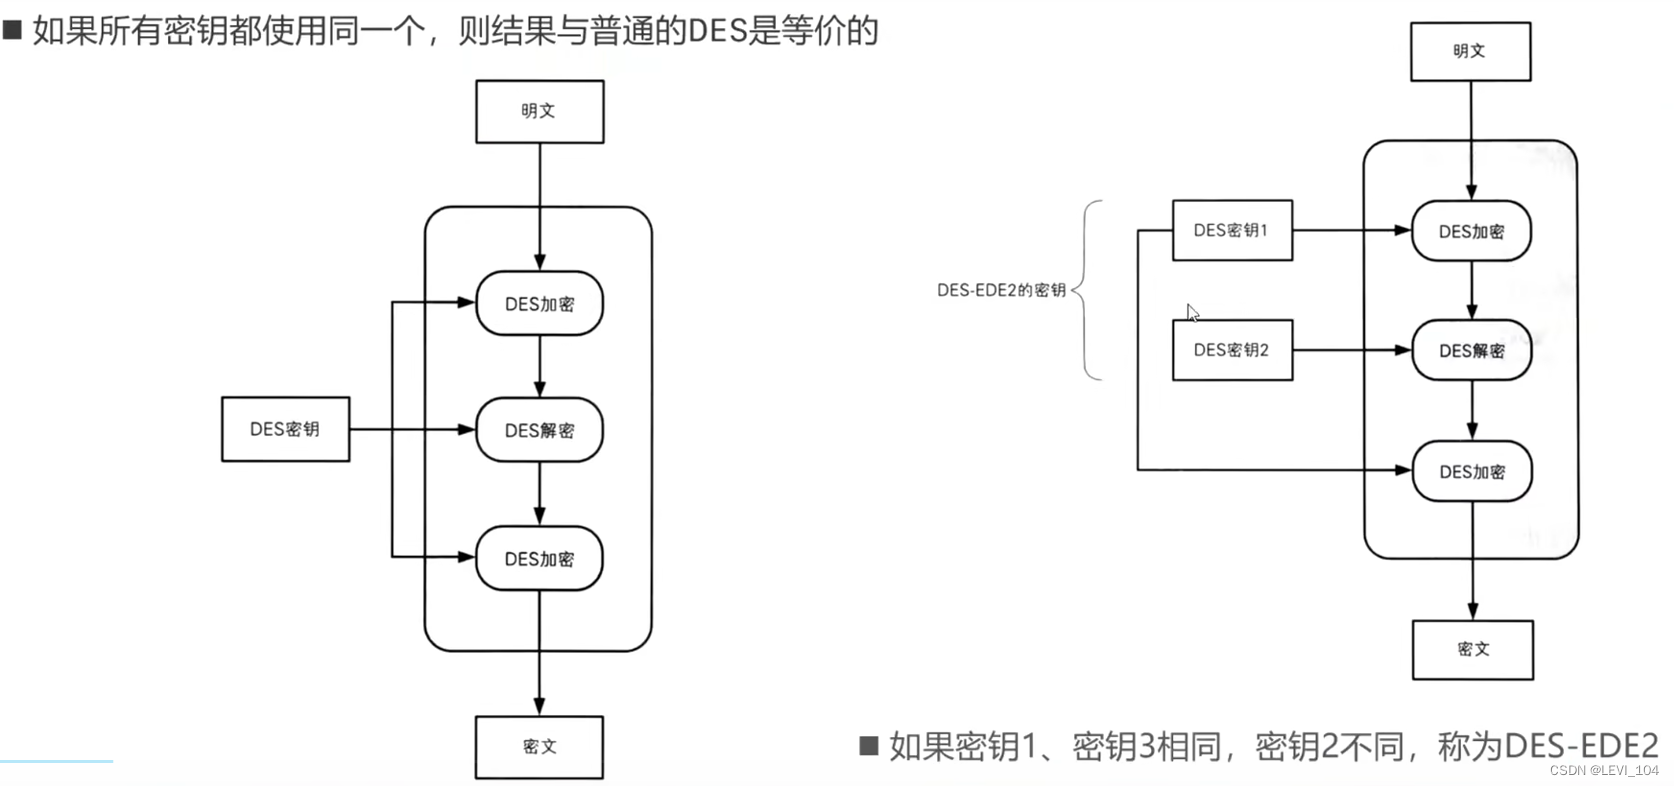 ■ 如果所有密钥都使用同一个，则结果与普通的DES是等价的
明文
DES加密
DES密钥
DES解密
DES加密
密文
明文
DES密钥1
DES加密
DES-EDE2的密钥
DES密钥2
DES解密
DES加密
密文
■ 如果密钥1、密钥3相同，密钥2不同，称为DES-EDE2
CSDN @LEVI_104